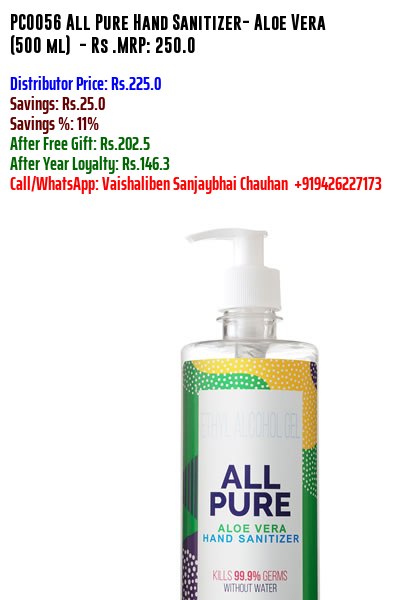 PC0056 All Pure Hand Sanitizer- Aloe Vera
(500 ml)  - Rs .MRP: 250.0
Distributor Price: Rs.225.0
Savings: Rs.25.0
Savings %: 11%
After Free Gift: Rs.202.5
After Year Loyalty: Rs.146.3
Call/WhatsApp: Vaishaliben Sanjaybhai Chauhan  +919426227173
ETHYL ALCOHOL GEL
ALL
PURE
ALOE VERA
HAND SANITIZER
KILLS 99.9% GERMS
WITHOUT WATER